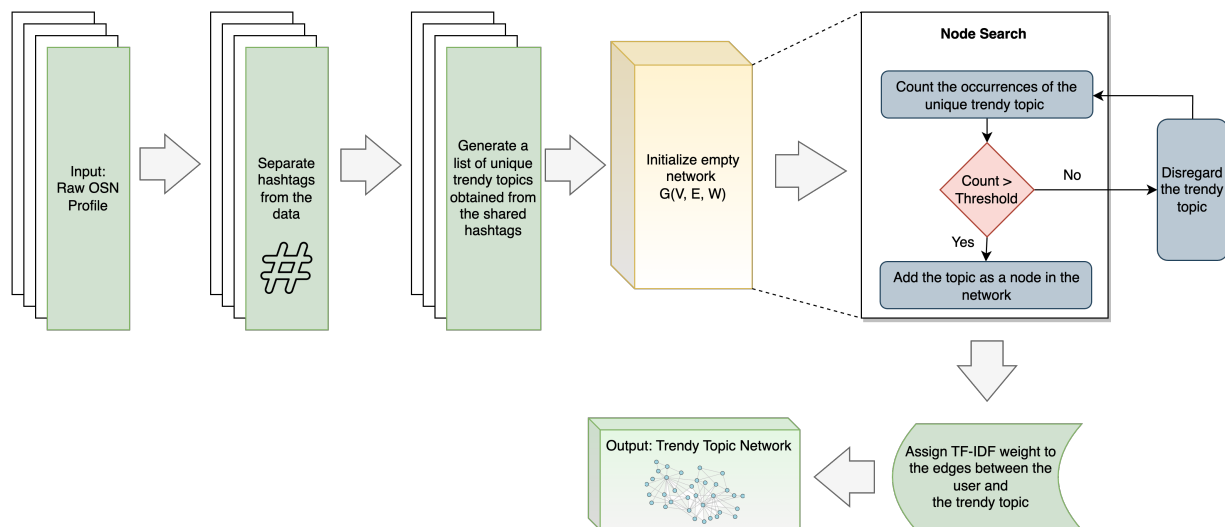 Input:
Raw OSN
Profile
Separate
hashtags
from the
data
Generate a
list of unique
trendy topics
obtained from
the shared
hashtags
Initialize empty
network
G(V, E, W)
Node Search
Count the occurrences of the
unique trendy topic
Count >
Threshold
No
Yes
Disregard
the trendy
topic
Add the topic as a node in the
network
Assign TF-IDF weight to
the edges between the
user and
the trendy topic
Output: Trendy Topic Network